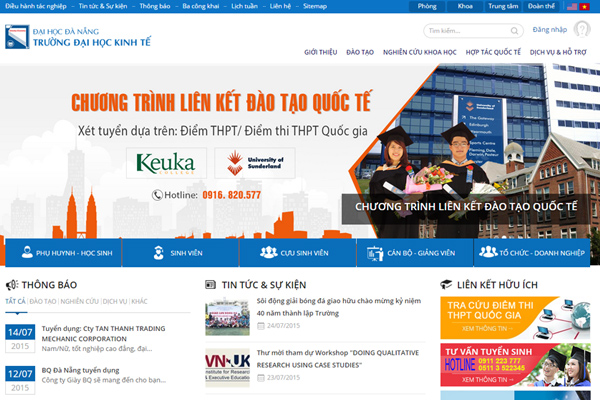 Điều hành tác nghiệp
Tin tức & Sự kiện
Thông báo
Ba công khai
Lịch tuần
Liên hệ
Sitemap
Phòng
Khoa
Trung tâm
Đoàn thể
ĐẠI HỌC ĐÀ NẴNG
TRƯỜNG ĐẠI HỌC KINH TẾ
Tìm kiếm...
Đăng nhập
GIỚI THIỆU
ĐÀO TẠO
NGHIÊN CỨU KHOA HỌC
HỢP TÁC QUỐC TẾ
DỊCH VỤ & HỖ TRỢ
CHƯƠNG TRÌNH LIÊN KẾT ĐÀO TẠO QUỐC TẾ
Xét tuyển dựa trên: Điểm THPT/ Điểm thi THPT Quốc gia
Keuka
COLLEGE
University of
Sunderland
Hotline: 0916. 820.577
University of
Sunderland
The Gateway
Edinburgh
CHƯƠNG TRÌNH LIÊN KẾT ĐÀO TẠO QUỐC TẾ
PHỤ HUYNH - HỌC SINH
SINH VIÊN
CỰU SINH VIÊN
CÁN BỘ - GIẢNG VIÊN
TỔ CHỨC - DOANH NGHIỆP
THÔNG BÁO
TẤT CẢ | ĐÀO TẠO | NGHIÊN CỨU | DỊCH VỤ | KHÁC
14/07
2015
Tuyển dụng: Cty TAN THANH TRADING
MECHANIC CORPORATION
Nam/Nữ, tốt nghiệp cao đẳng, đại...
12/07
2015
BQ Đà Nẵng tuyển dụng
Công ty Giày BQ sẽ mang đến cho bạn...
TIN TỨC & SỰ KIỆN
Sôi động giải bóng đá giao hữu chào mừng kỷ niệm
40 năm thành lập Trường
24/07/2015
VN UK
Institute for Research
& Executive Education
Thư mời tham dự Workshop "DOING QUALITATIVE
RESEARCH USING CASE STUDIES"
23/07/2015
LIÊN KẾT HỮU ÍCH
TRA CỨU ĐIỂM THI
THPT QUỐC GIA
XEM THÔNG TIN
TƯ VẤN TUYỂN SINH
HOTLINE 0911 223 777
0511 3 522345
XEM THÔNG TIN